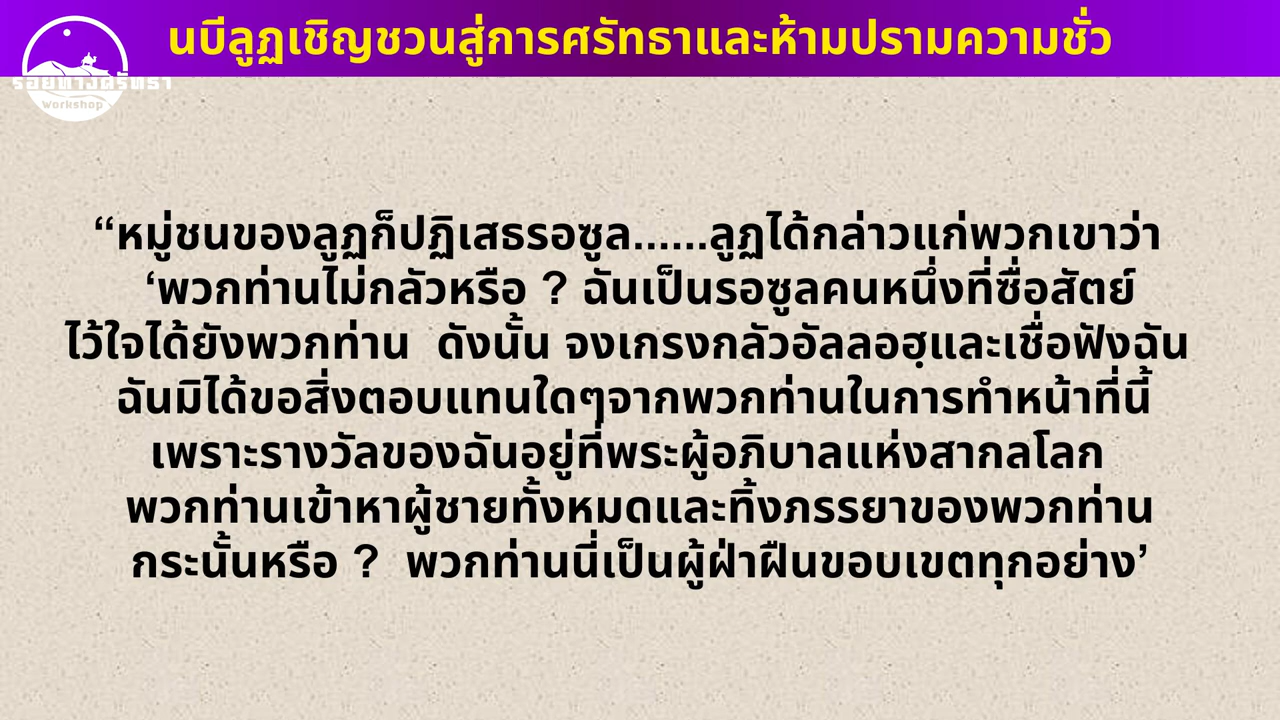 นบีลูฏเชิญชวนสู่การศรัทธาและห้ามปรามความชั่ว
รอยทางศรัทธา
Workshop
“หมู่ชนของลูฏก็ปฏิเสธรอซูล......ลูฏได้กล่าวแก่พวกเขาว่า
‘พวกท่านไม่กลัวหรือ ? ฉันเป็นรอซูลคนหนึ่งที่ซื่อสัตย์
ไว้ใจได้ยังพวกท่าน ดังนั้น จงเกรงกลัวอัลลอฮฺและเชื่อฟังฉัน
ฉันมิได้ขอสิ่งตอบแทนใดๆจากพวกท่านในการทำหน้าที่นี้
เพราะรางวัลของฉันอยู่ที่พระผู้อภิบาลแห่งสากลโลก
พวกท่านเข้าหาผู้ชายทั้งหมดและทิ้งภรรยาของพวกท่าน
กระนั้นหรือ ? พวกท่านนี่เป็นผู้ฝ่าฝืนขอบเขตทุกอย่าง’